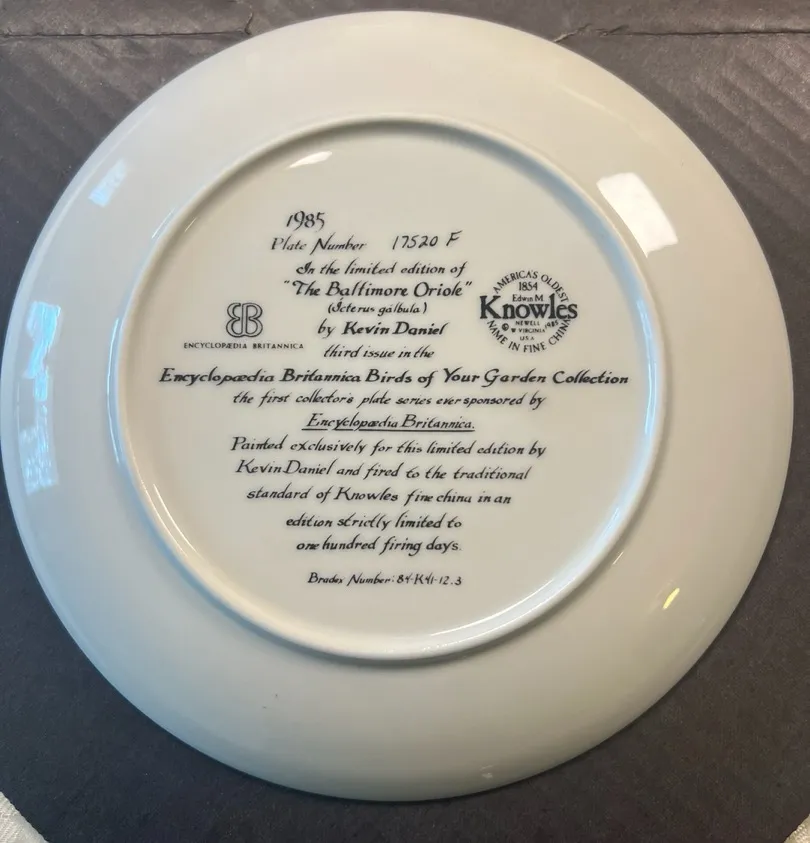 1985
Plate Number 17520 F
In the limited edition of
"The Baltimore Oriole"
(Icterus galbula)
by Kevin Daniel
third issue in the
Encyclopædia Britannica Birds of Your Garden Collection
the first collector's plate series ever sponsored by
Encyclopædia Britannica.
Painted exclusively for this limited edition by
Kevin Daniel and fired to the traditional
standard of Knowles fine china in an
edition strictly limited to
one hundred firing days.
Bradex Number: 84-K41-12.3
EB
ENCYCLOPÆDIA BRITANNICA
AMERICA'S OLDEST
1854
Edwin M.
Knowles
NEWELL
© W VIRGINIA 1985
U.S.A.
NAME IN FINE CHINA